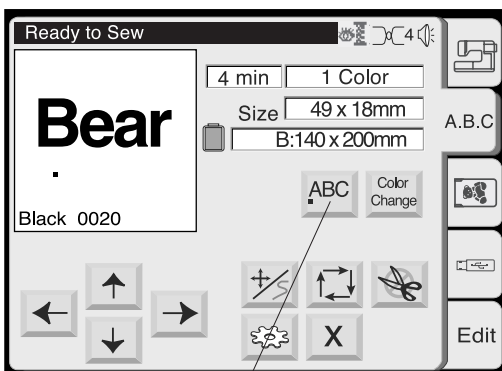 Ready to Sew
4
4 min
1 Color
Bear
Size
49 x 18mm
B:140 x 200mm
A.B.C
ABC
Color
Change
Black 0020
S
X
Edit